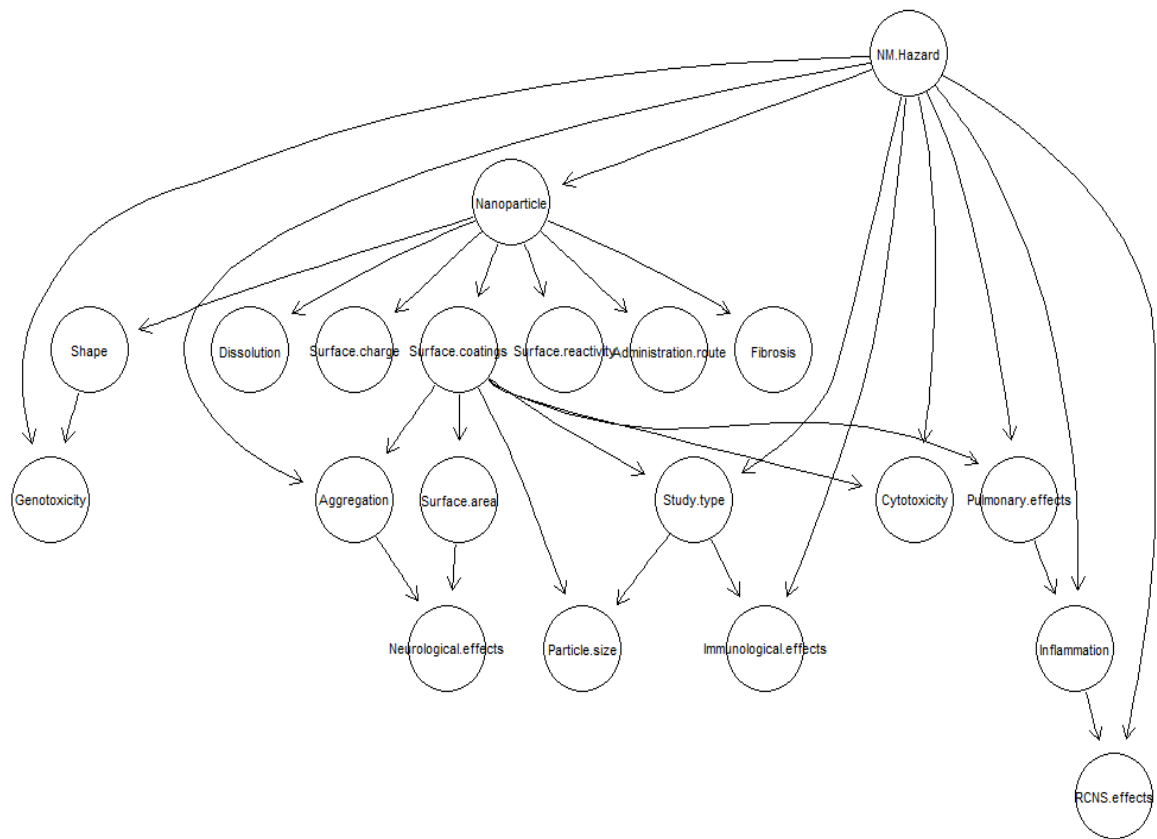 NM.Hazard
Nanoparticle
Shape
Dissolution
Surface.charge
Surface.coatings
Surface.reactivity
Administration.route
Fibrosis
Genotoxicity
Aggregation
Surface.area
Study.type
Cytotoxicity
Pulmonary.effects
Neurological.effects
Particle.size
Immunological.effects
Inflammation
RCNS.effects